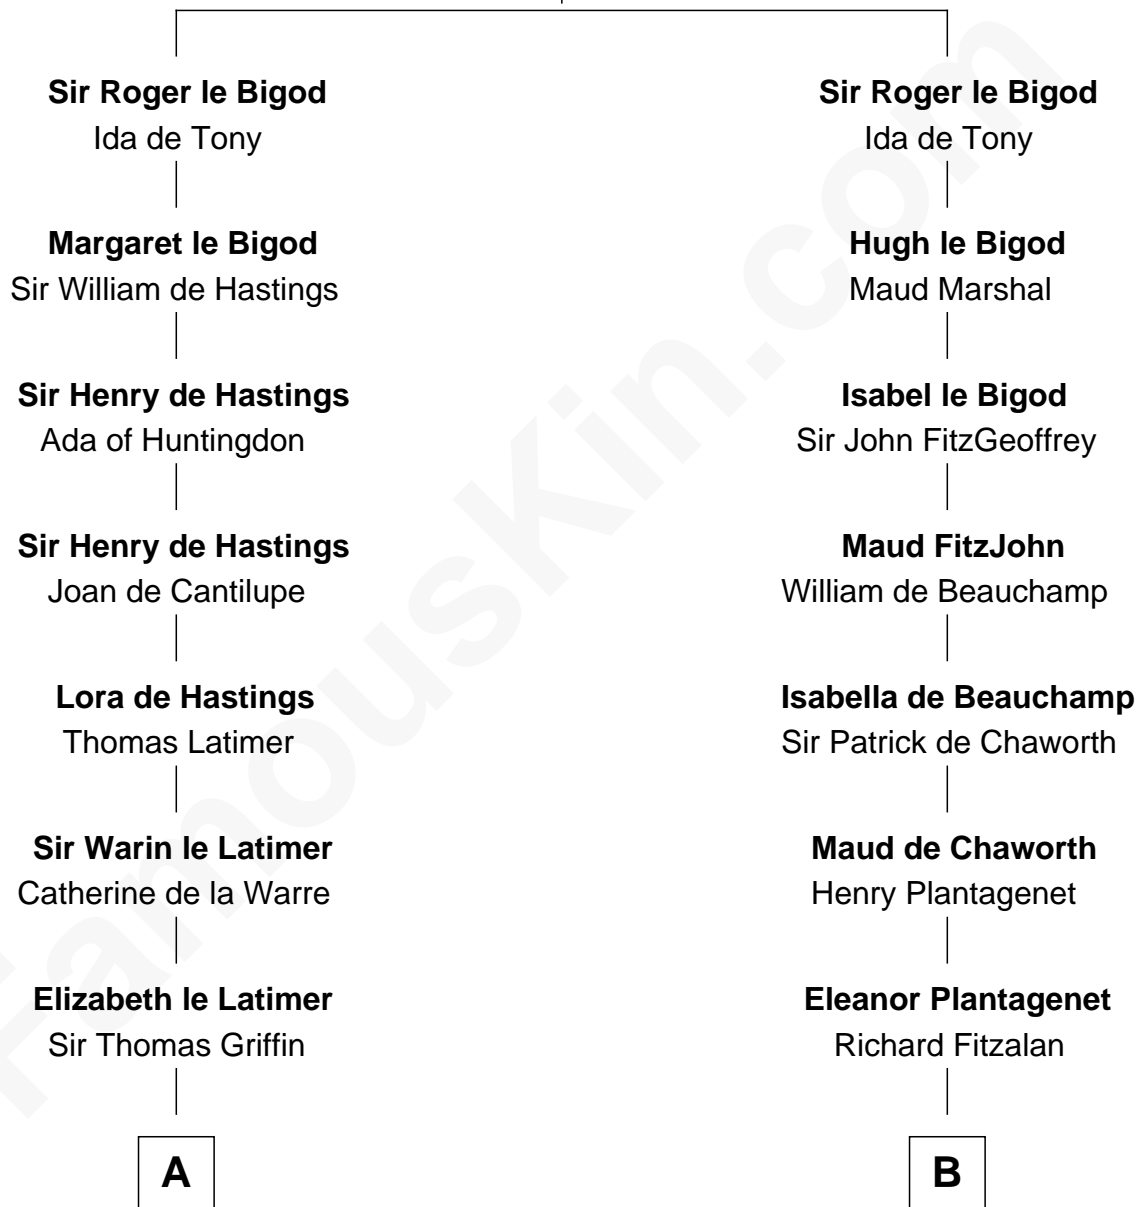 Sir Roger le Bigod
Ida de Tony
Margaret le Bigod
Sir William de Hastings
Sir Henry de Hastings
Ada of Huntingdon
Sir Henry de Hastings
Joan de Cantilupe
Lora de Hastings
Thomas Latimer
Sir Warin le Latimer
Catherine de la Warre
Elizabeth le Latimer
Sir Thomas Griffin
A
Sir Roger le Bigod
Ida de Tony
Hugh le Bigod
Maud Marshal
Isabel le Bigod
Sir John FitzGeoffrey
Maud FitzJohn
William de Beauchamp
Isabella de Beauchamp
Sir Patrick de Chaworth
Maud de Chaworth
Henry Plantagenet
Eleanor Plantagenet
Richard Fitzalan
B
FamousKin.com